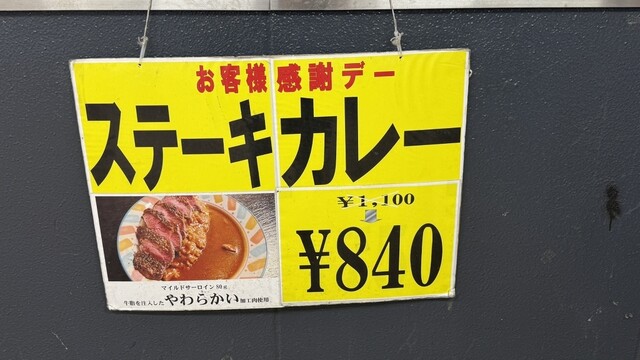 お客様感謝デー
ステーキカレー
¥1,100
¥840
マイルドサーロイン50g
牛脂を注入したやわらかい加工肉使用